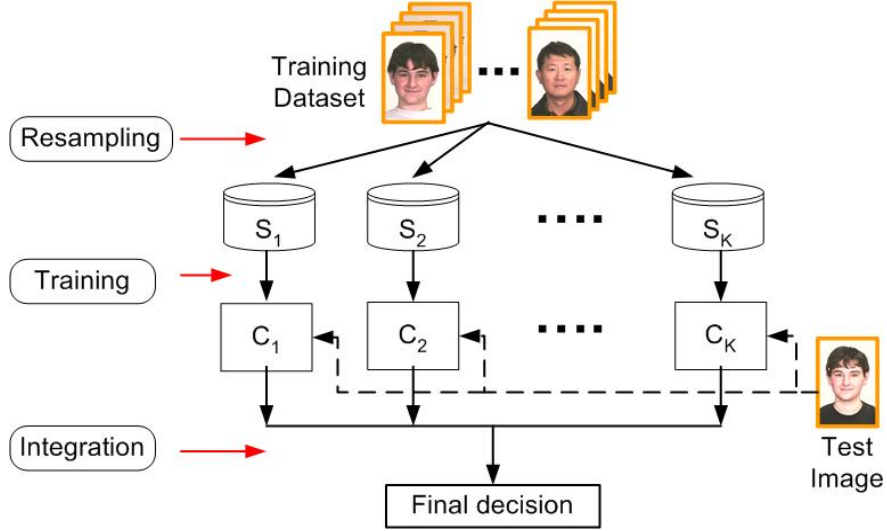 Training
Dataset
Resampling
S1
S2
SK
Training
C1
C2
CK
Integration
Test
Image
Final decision